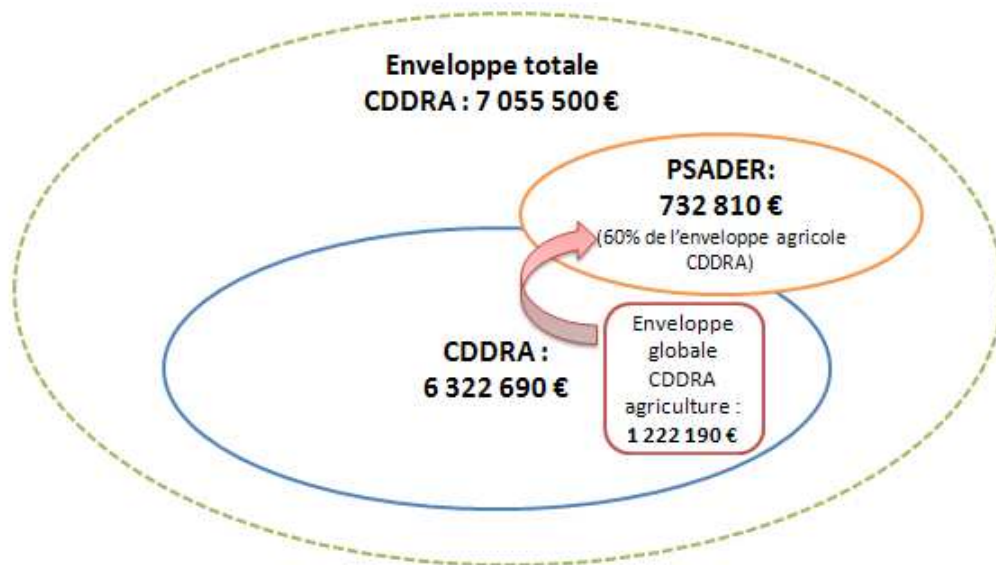 Enveloppe totale
CDDRA : 7 055 500 €
PSADER:
732 810 €
(60% de l'enveloppe agricole
CDDRA)
CDDRA :
6 322 690 €
Enveloppe
globale
CDDRA
agriculture :
1 222 190 €